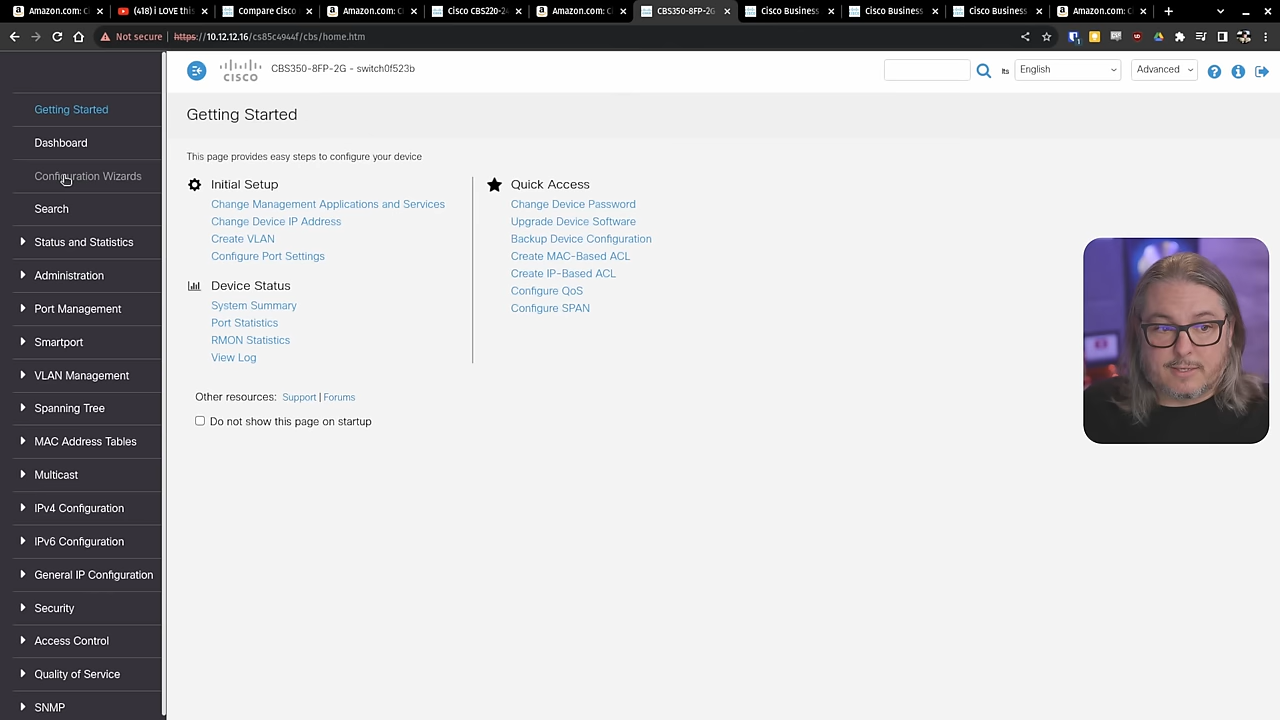 Amazon.com: C
(418) i LOVE this
Compare Cisco
Amazon.com: C
Cisco CBS220-24
Amazon.com: C
CBS350-8FP-2G
Cisco Business
Cisco Business
Cisco Business
Amazon.com: C
Not secure
https://10.12.12.16/cs85c4944f/cbs/home.htm
CISCO
CBS350-8FP-2G - switch0f523b
its
English
Advanced
Getting Started
Dashboard
Configuration Wizards
Search
Status and Statistics
Administration
Port Management
Smartport
VLAN Management
Spanning Tree
MAC Address Tables
Multicast
IPv4 Configuration
IPv6 Configuration
General IP Configuration
Security
Access Control
Quality of Service
SNMP
Getting Started
This page provides easy steps to configure your device
Initial Setup
Change Management Applications and Services
Change Device IP Address
Create VLAN
Configure Port Settings
Device Status
System Summary
Port Statistics
RMON Statistics
View Log
Quick Access
Change Device Password
Upgrade Device Software
Backup Device Configuration
Create MAC-Based ACL
Create IP-Based ACL
Configure QoS
Configure SPAN
Other resources: Support | Forums
Do not show this page on startup